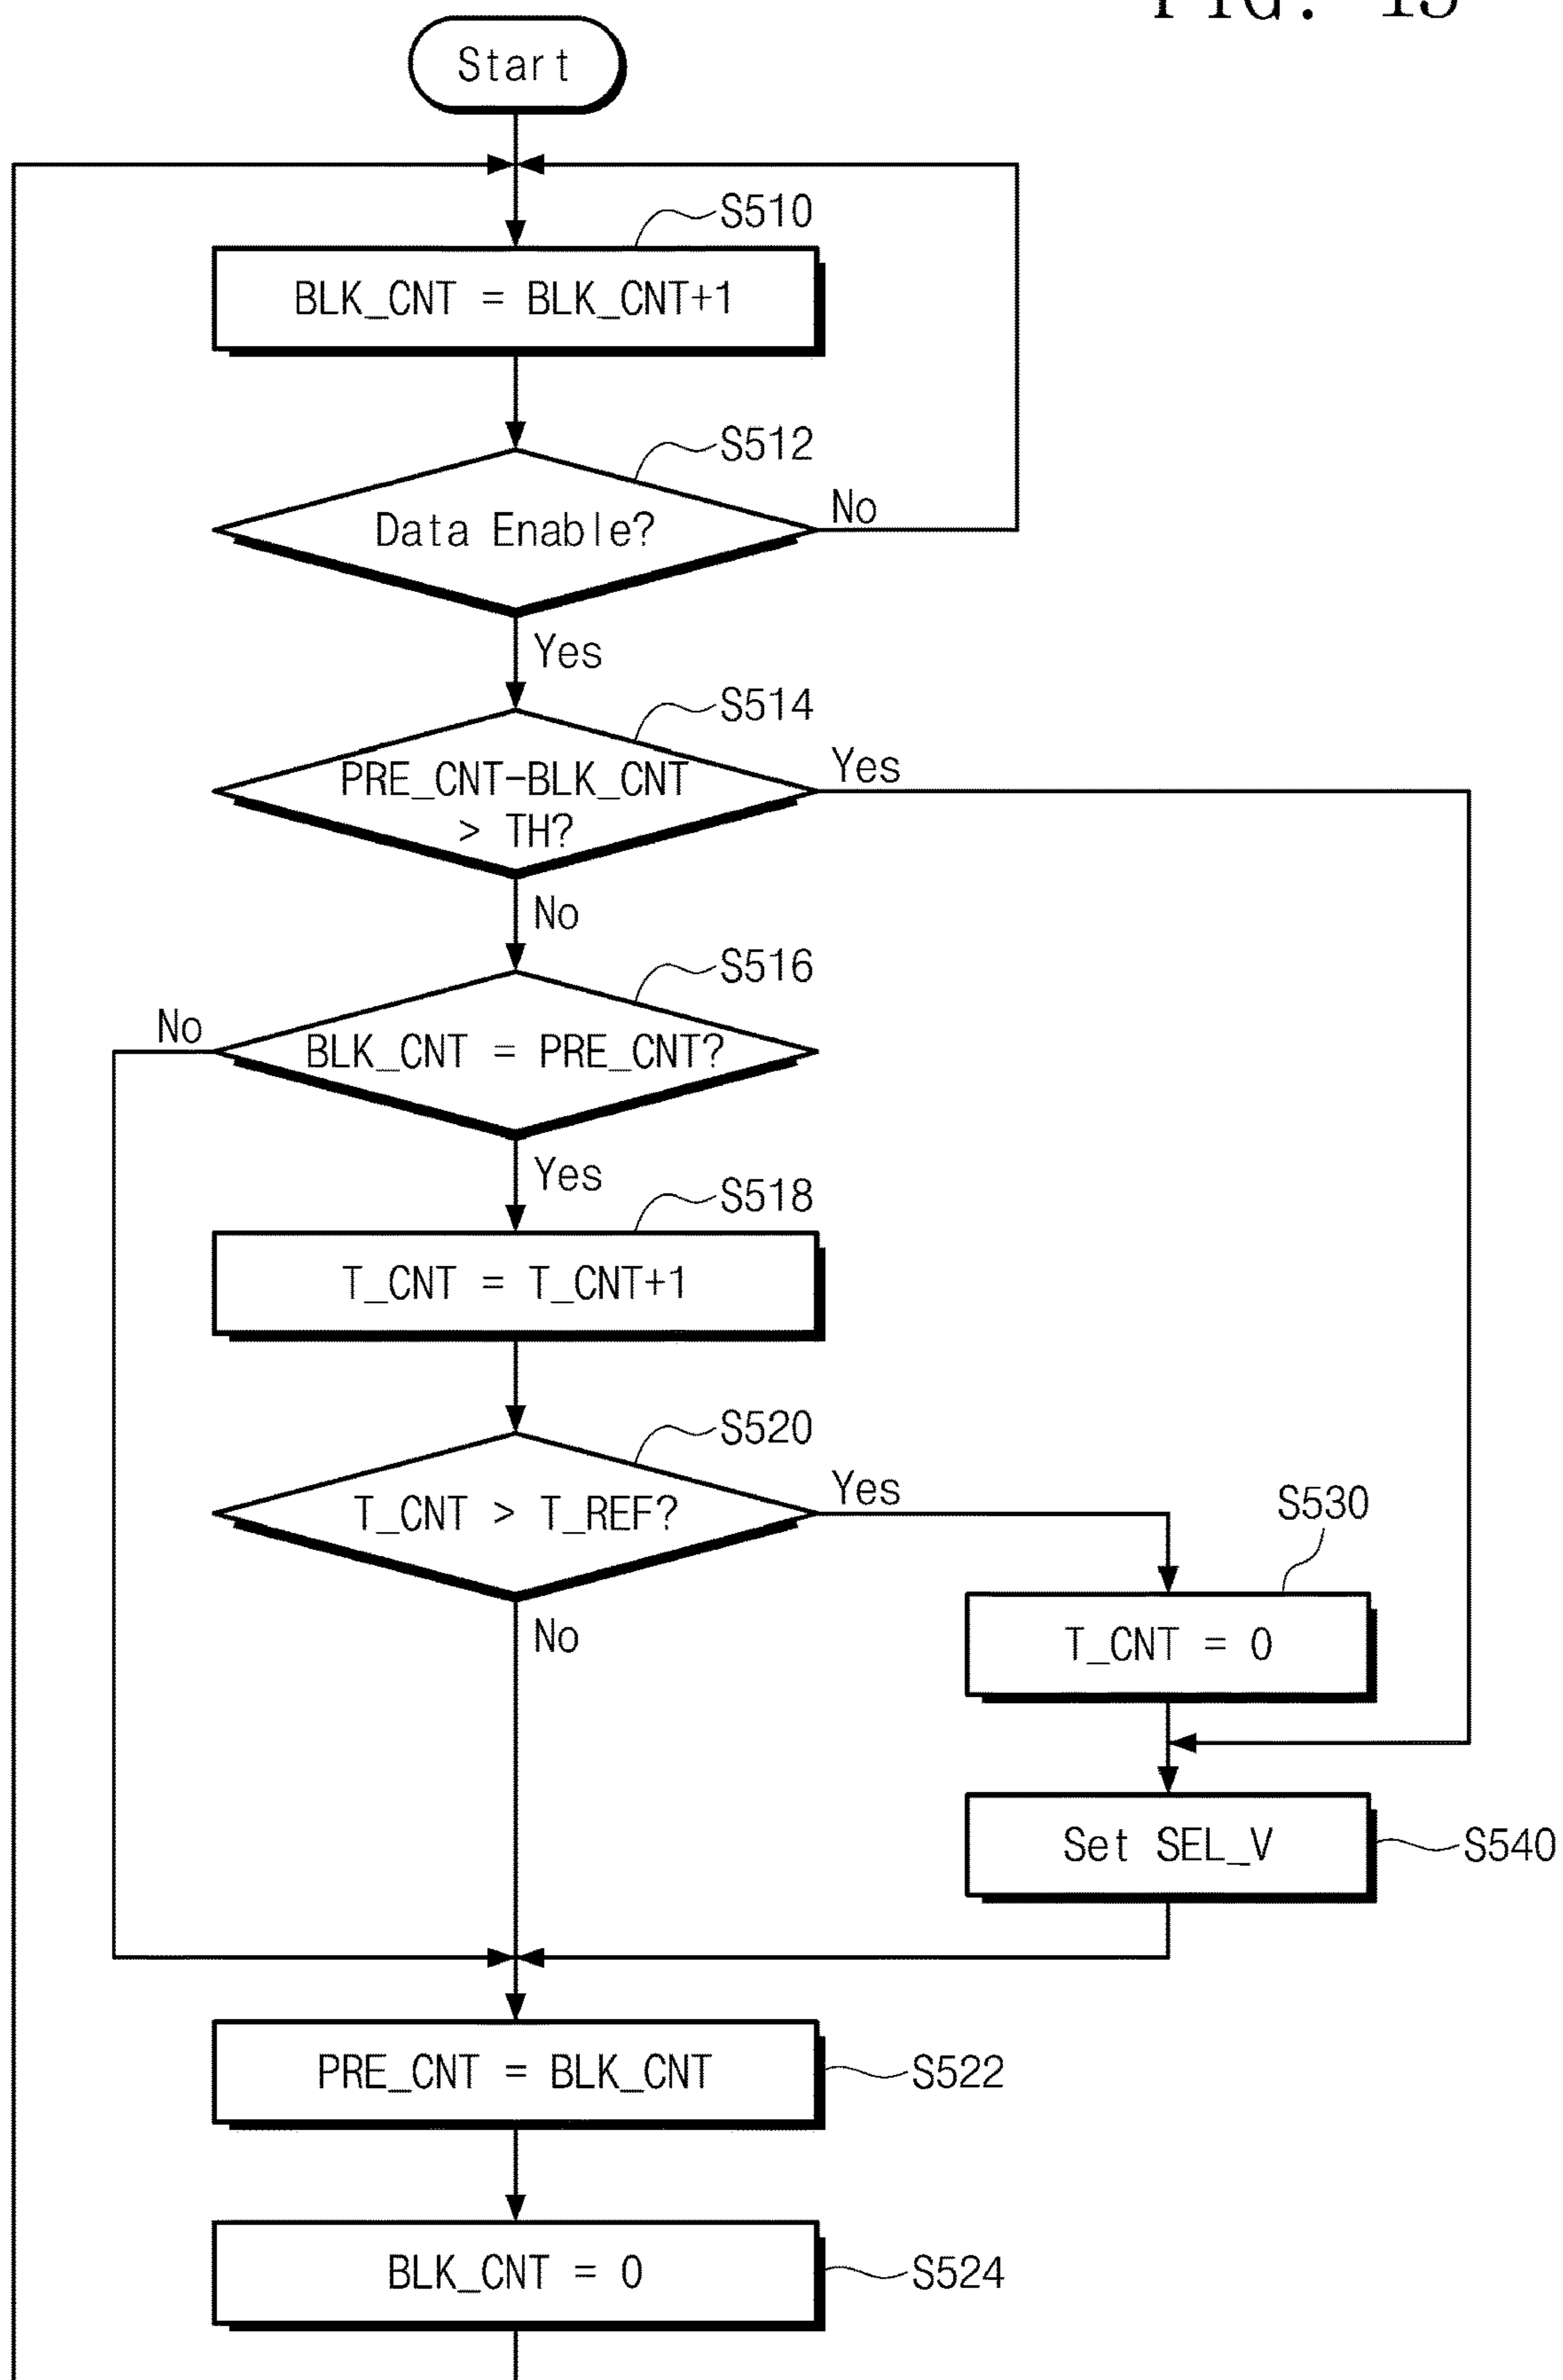 FIG. 15
Start
S510
BLK_CNT = BLK_CNT+1
S512
Data Enable?
No
Yes
S514
PRE_CNT-BLK_CNT
> TH?
Yes
No
S516
BLK_CNT = PRE_CNT?
No
Yes
S518
T_CNT = T_CNT+1
S520
T_CNT > T_REF?
Yes
No
S530
T_CNT = 0
Set SEL_V
S540
PRE_CNT = BLK_CNT
S522
BLK_CNT = 0
S524